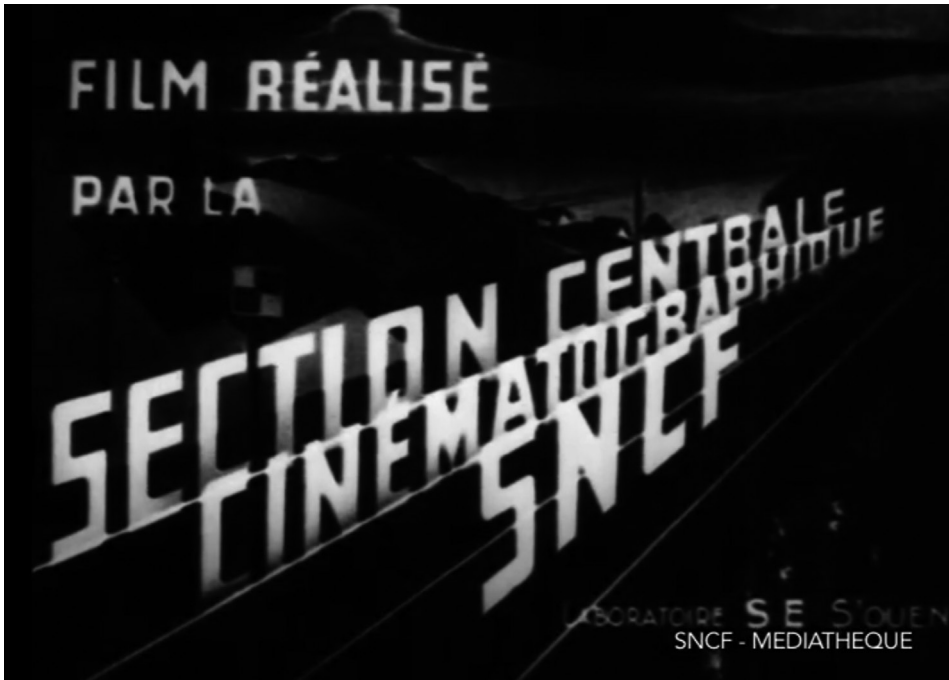 FILM RÉALISÉ
PAR LA
SECTION CENTRALE
CINÉMATOGRAPHIQUE
SNCF
LABORATOIRE S E S'OUEN
SNCF - MEDIATHEQUE